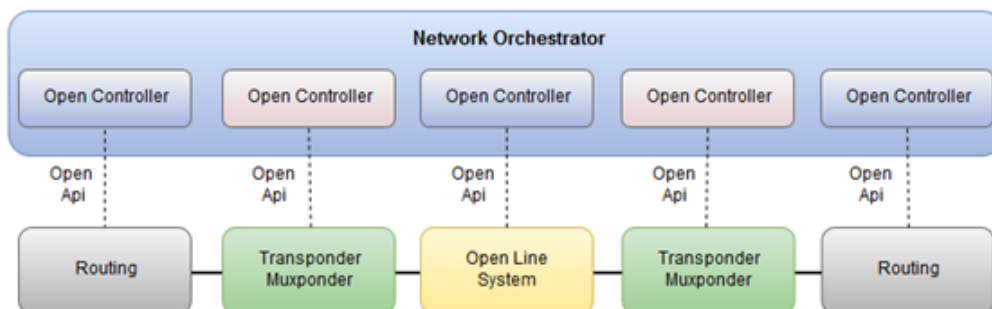 Network Orchestrator
Open Controller
Open Controller
Open Controller
Open Controller
Open Controller
Open
Api
Open
Api
Open
Api
Open
Api
Open
Api
Routing
Transponder
Muxponder
Open Line
System
Transponder
Muxponder
Routing